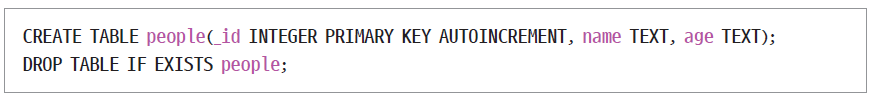 CREATE TABLE people(_id INTEGER PRIMARY KEY AUTOINCREMENT, name TEXT, age TEXT);
DROP TABLE IF EXISTS people;